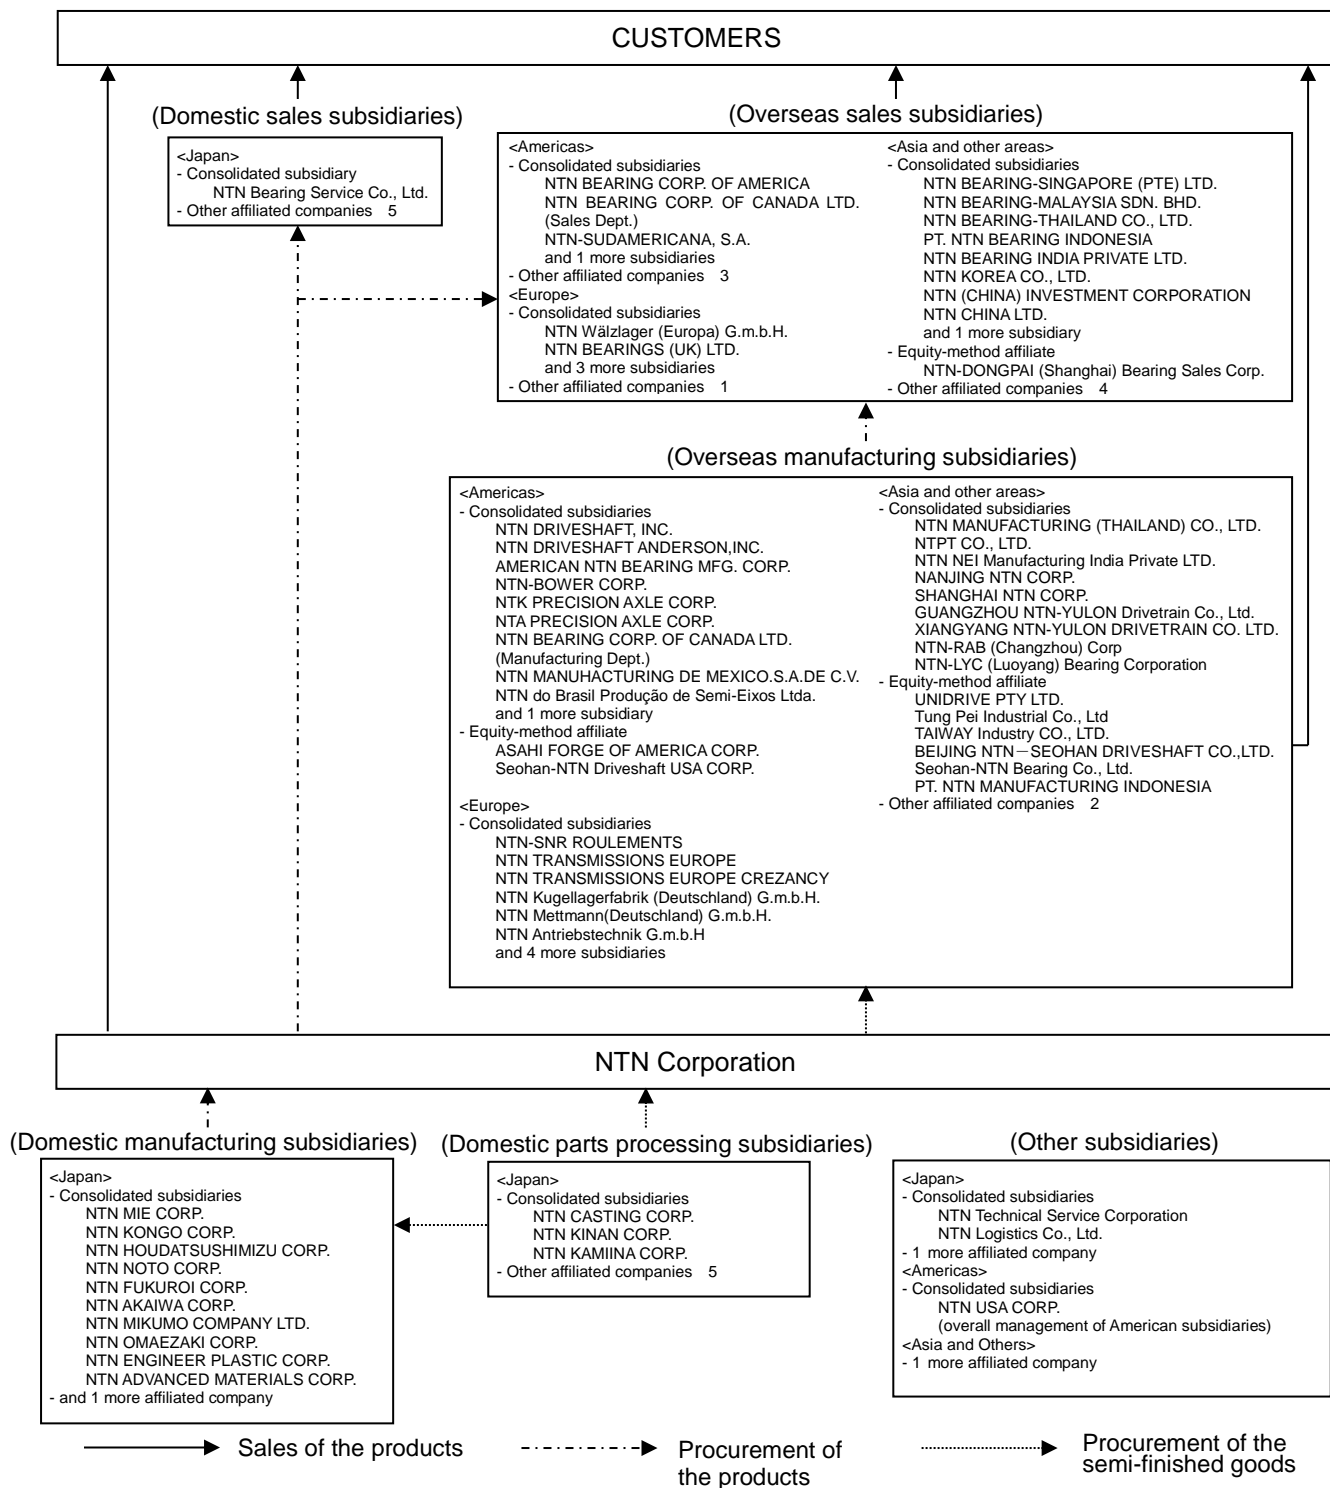 CUSTOMERS
(Domestic sales subsidiaries)
<Japan>
- Consolidated subsidiary
NTN Bearing Service Co., Ltd.
- Other affiliated companies 5
(Overseas sales subsidiaries)
<Americas>
- Consolidated subsidiaries
NTN BEARING CORP. OF AMERICA
NTN BEARING CORP. OF CANADA LTD.
(Sales Dept.)
NTN-SUDAMERICANA, S.A.
and 1 more subsidiaries
- Other affiliated companies 3
<Europe>
- Consolidated subsidiaries
NTN Wälzlager (Europa) G.m.b.H.
NTN BEARINGS (UK) LTD.
and 3 more subsidiaries
- Other affiliated companies 1
<Asia and other areas>
- Consolidated subsidiaries
NTN BEARING-SINGAPORE (PTE) LTD.
NTN BEARING-MALAYSIA SDN. BHD.
NTN BEARING-THAILAND CO., LTD.
PT. NTN BEARING INDONESIA
NTN BEARING INDIA PRIVATE LTD.
NTN KOREA CO., LTD.
NTN (CHINA) INVESTMENT CORPORATION
NTN CHINA LTD.
and 1 more subsidiary
- Equity-method affiliate
NTN-DONGPAI (Shanghai) Bearing Sales Corp.
- Other affiliated companies 4
(Overseas manufacturing subsidiaries)
<Americas>
- Consolidated subsidiaries
NTN DRIVESHAFT, INC.
NTN DRIVESHAFT ANDERSON,INC.
AMERICAN NTN BEARING MFG. CORP.
NTN-BOWER CORP.
NTK PRECISION AXLE CORP.
NTA PRECISION AXLE CORP.
NTN BEARING CORP. OF CANADA LTD.
(Manufacturing Dept.)
NTN MANUHACTURING DE MEXICO.S.A.DE C.V.
NTN do Brasil Produção de Semi-Eixos Ltda.
and 1 more subsidiary
- Equity-method affiliate
ASAHI FORGE OF AMERICA CORP.
Seohan-NTN Driveshaft USA CORP.
<Europe>
- Consolidated subsidiaries
NTN-SNR ROULEMENTS
NTN TRANSMISSIONS EUROPE
NTN TRANSMISSIONS EUROPE CREZANCY
NTN Kugellagerfabrik (Deutschland) G.m.b.H.
NTN Mettmann(Deutschland) G.m.b.H.
NTN Antriebstechnik G.m.b.H
and 4 more subsidiaries
<Asia and other areas>
- Consolidated subsidiaries
NTN MANUFACTURING (THAILAND) CO., LTD.
NTPT CO., LTD.
NTN NEI Manufacturing India Private LTD.
NANJING NTN CORP.
SHANGHAI NTN CORP.
GUANGZHOU NTN-YULON Drivetrain Co., Ltd.
XIANGYANG NTN-YULON DRIVETRAIN CO. LTD.
NTN-RAB (Changzhou) Corp
NTN-LYC (Luoyang) Bearing Corporation
- Equity-method affiliate
UNIDRIVE PTY LTD.
Tung Pei Industrial Co., Ltd
TAIWAY Industry CO., LTD.
BEIJING NTN－SEOHAN DRIVESHAFT CO.,LTD.
Seohan-NTN Bearing Co., Ltd.
PT. NTN MANUFACTURING INDONESIA
- Other affiliated companies 2
NTN Corporation
(Domestic manufacturing subsidiaries)
<Japan>
- Consolidated subsidiaries
NTN MIE CORP.
NTN KONGO CORP.
NTN HOUDATSUSHIMIZU CORP.
NTN NOTO CORP.
NTN FUKUROI CORP.
NTN AKAIWA CORP.
NTN MIKUMO COMPANY LTD.
NTN OMAEZAKI CORP.
NTN ENGINEER PLASTIC CORP.
NTN ADVANCED MATERIALS CORP.
- and 1 more affiliated company
(Domestic parts processing subsidiaries)
<Japan>
- Consolidated subsidiaries
NTN CASTING CORP.
NTN KINAN CORP.
NTN KAMIINA CORP.
- Other affiliated companies 5
(Other subsidiaries)
<Japan>
- Consolidated subsidiaries
NTN Technical Service Corporation
NTN Logistics Co., Ltd.
- 1 more affiliated company
<Americas>
- Consolidated subsidiaries
NTN USA CORP.
(overall management of American subsidiaries)
<Asia and Others>
- 1 more affiliated company
Sales of the products
Procurement of
the products
Procurement of the
semi-finished goods